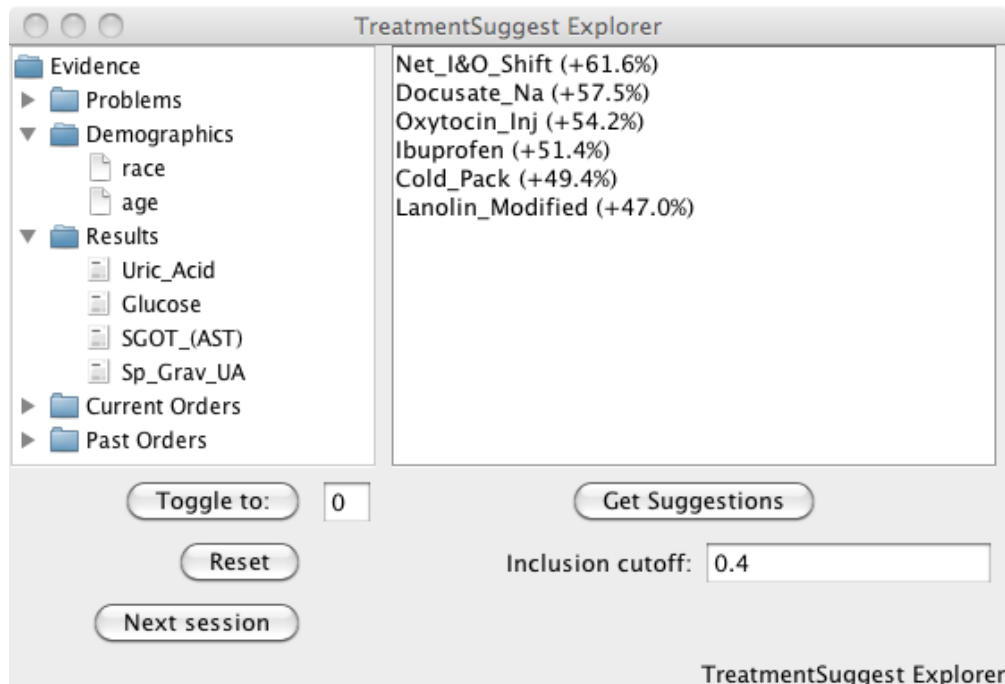 TreatmentSuggest Explorer
Evidence
Problems
Demographics
race
age
Results
Uric_Acid
Glucose
SGOT_(AST)
Sp_Grav_UA
Current Orders
Past Orders
Net_I&O_Shift (+61.6%)
Docusate_Na (+57.5%)
Oxytocin_Inj (+54.2%)
Ibuprofen (+51.4%)
Cold_Pack (+49.4%)
Lanolin_Modified (+47.0%)
Toggle to: 0
Reset
Next session
Get Suggestions
Inclusion cutoff: 0.4
TreatmentSuggest Explorer